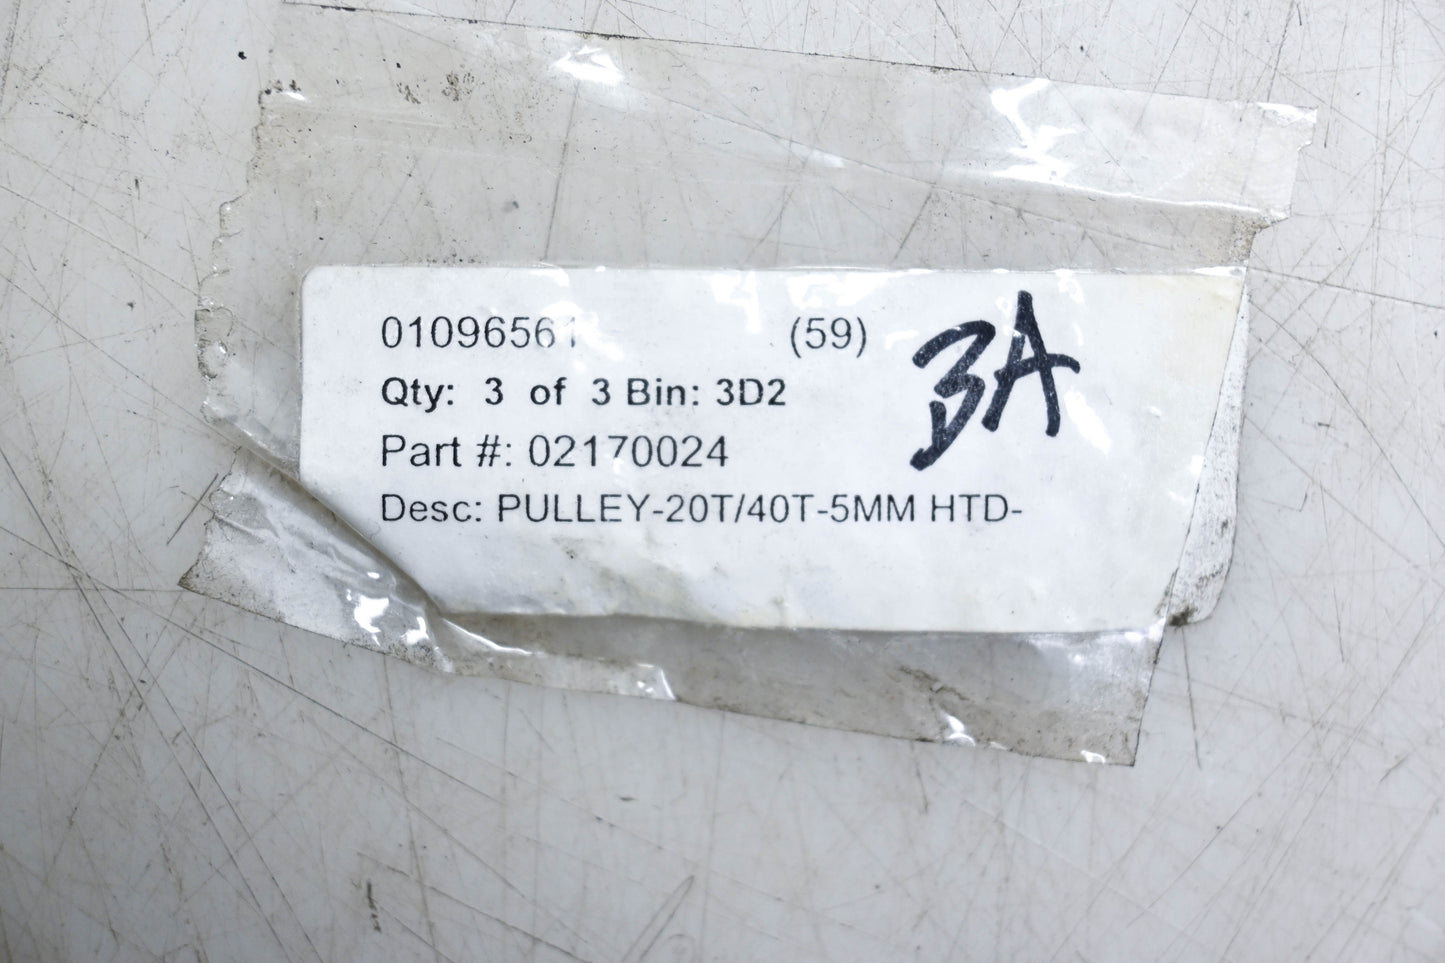 01096561 (59)
Qty: 3 of 3 Bin: 3D2
3A
Part #: 02170024
Desc: PULLEY-20T/40T-5MM HTD-